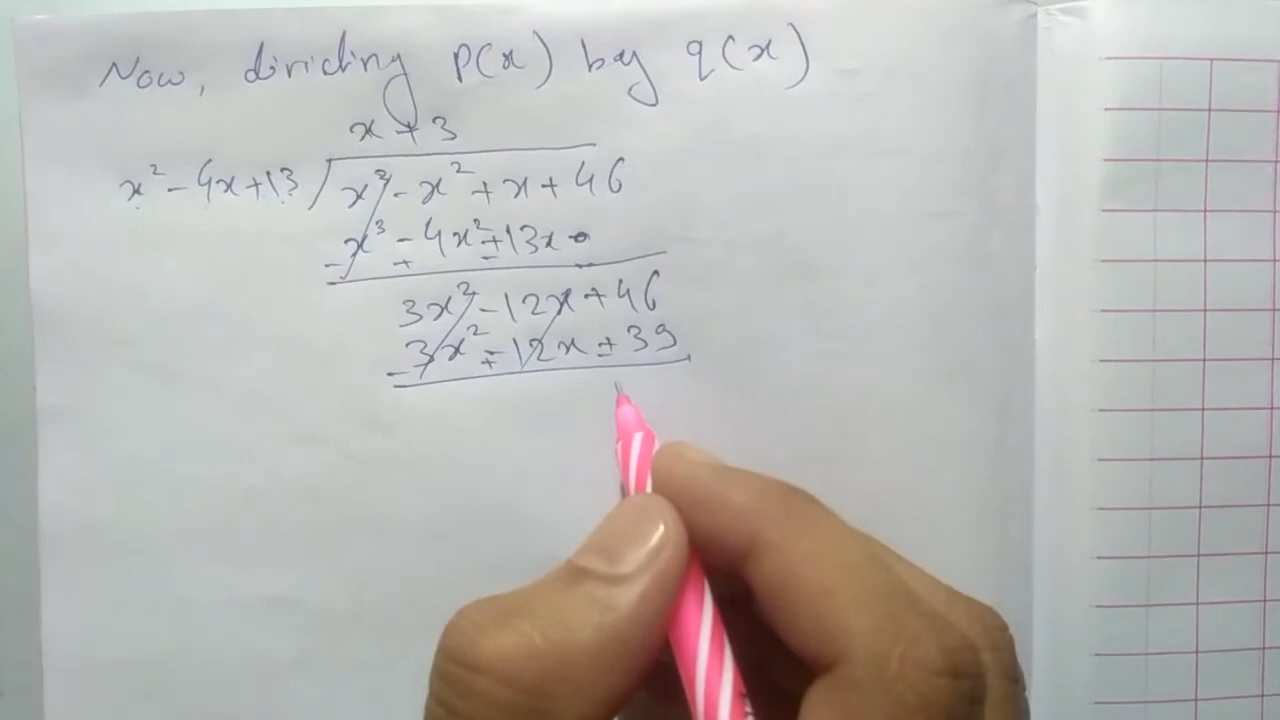 Now, dividing p(x) by q(x)
x + 3
x² - 4x + 13 ) x³ - x² + x + 46
x³ - 4x² + 13x
- + -
3x² - 12x + 46
3x² - 12x + 39
- + -